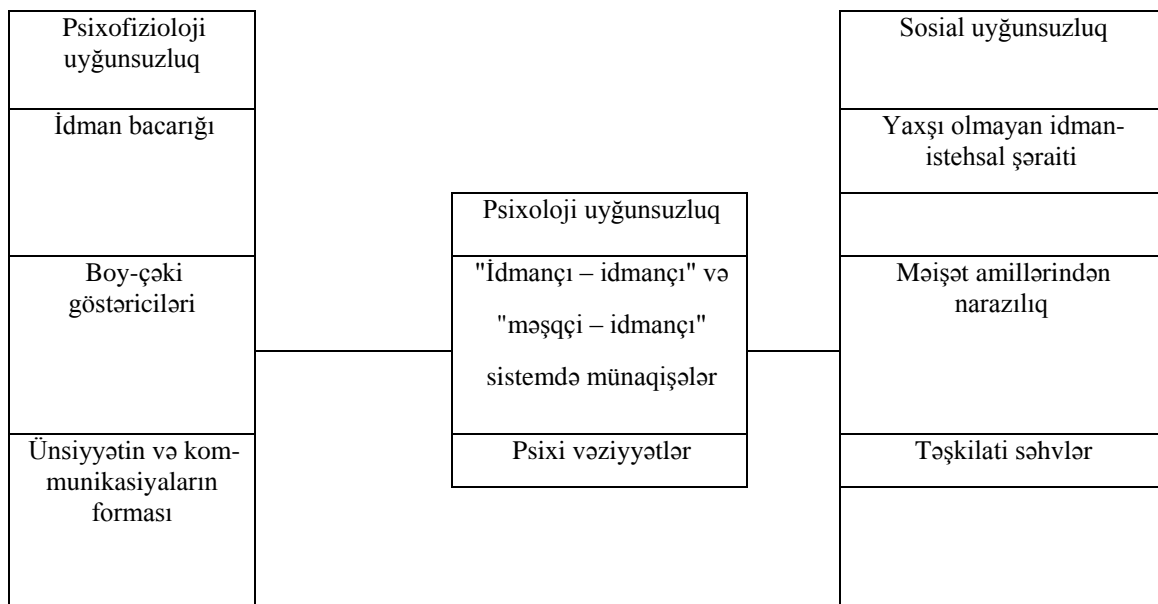 Psixofizioloji
uyğunsuzluq
İdman bacarığı
Boy-çəki
göstəriciləri
Ünsiyyətin və kom-
munikasiyaların
forması
Psixoloji uyğunsuzluq
"İdmançı – idmançı" və
"məşqçi – idmançı"
sistemdə münaqişələr
Psixi vəziyyətlər
Sosial uyğunsuzluq
Yaxşı olmayan idman-
istehsal şəraiti
Məişət amillərindən
narazılıq
Təşkilati səhvlər